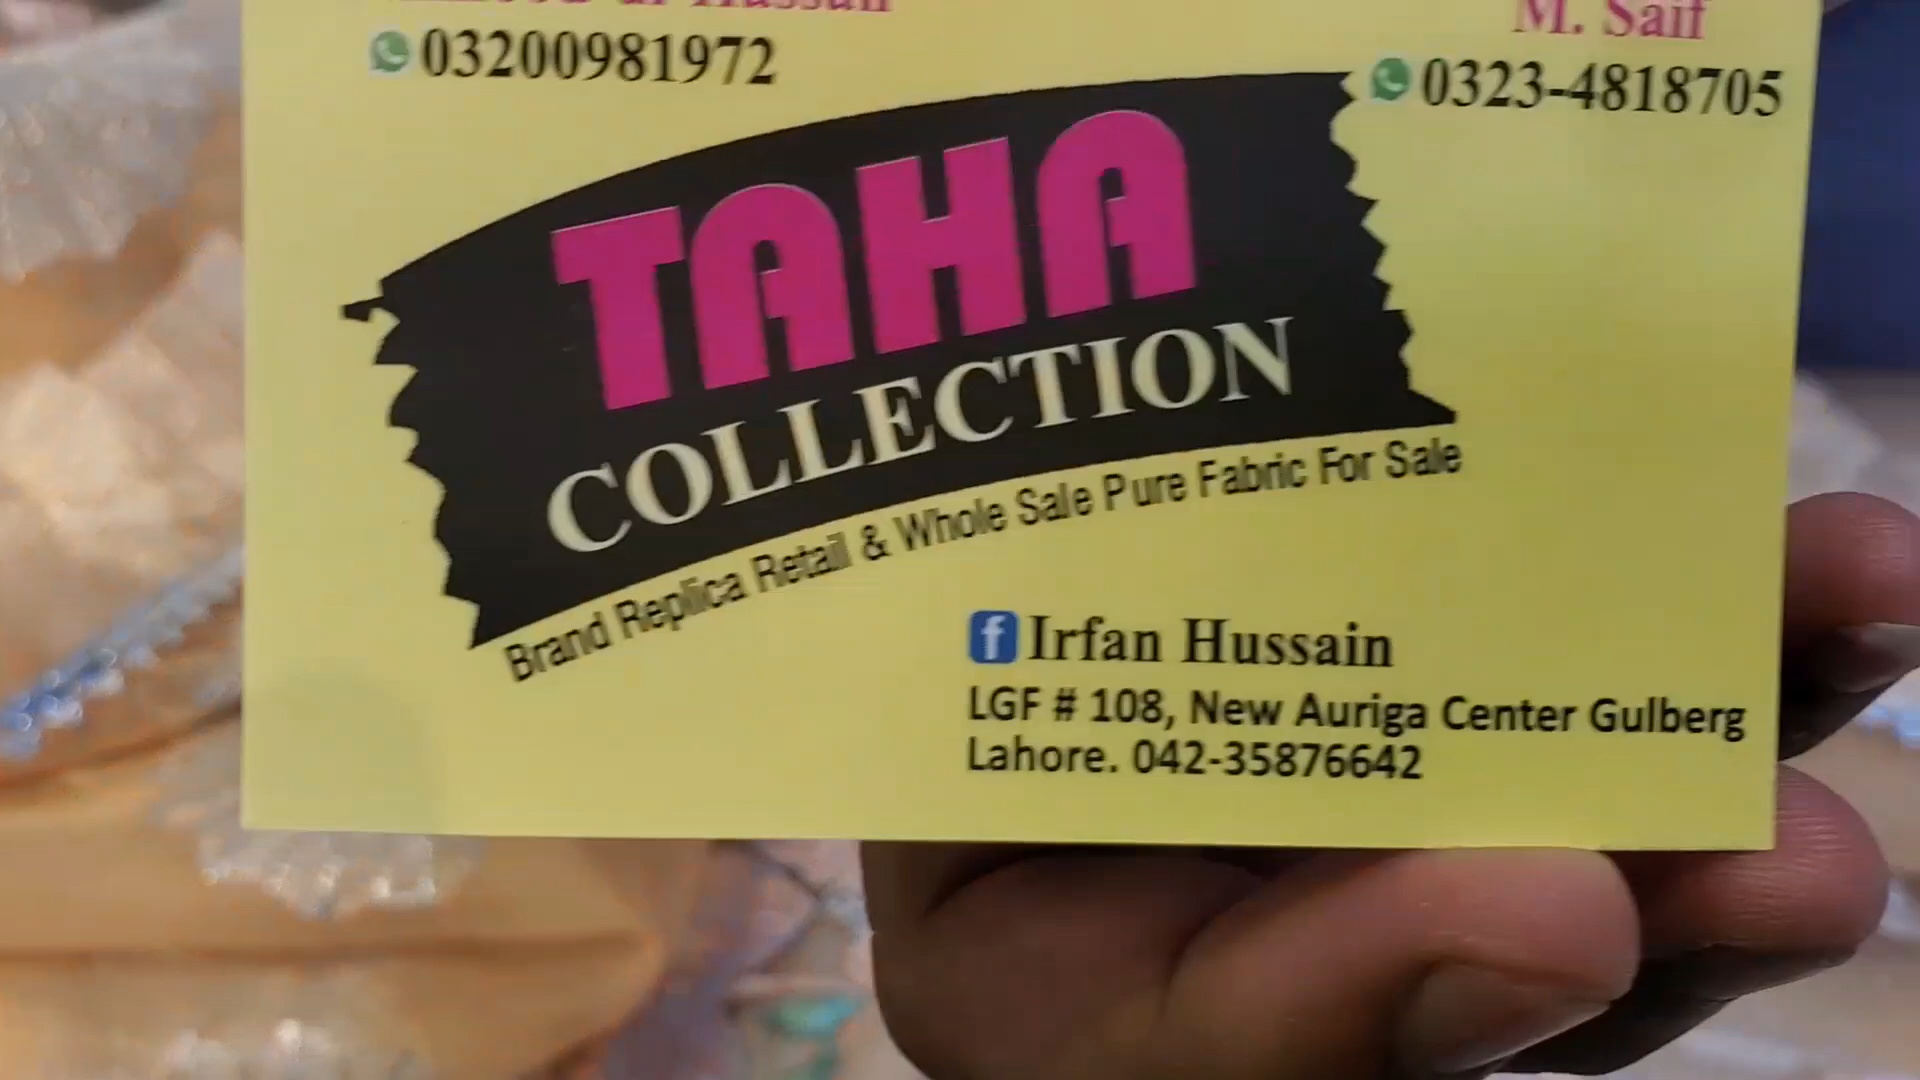 M. Saif
03200981972
0323-4818705
TAHA
COLLECTION
Brand Replica Retail & Whole Sale Pure Fabric For Sale
Irfan Hussain
LGF # 108, New Auriga Center Gulberg
Lahore. 042-35876642